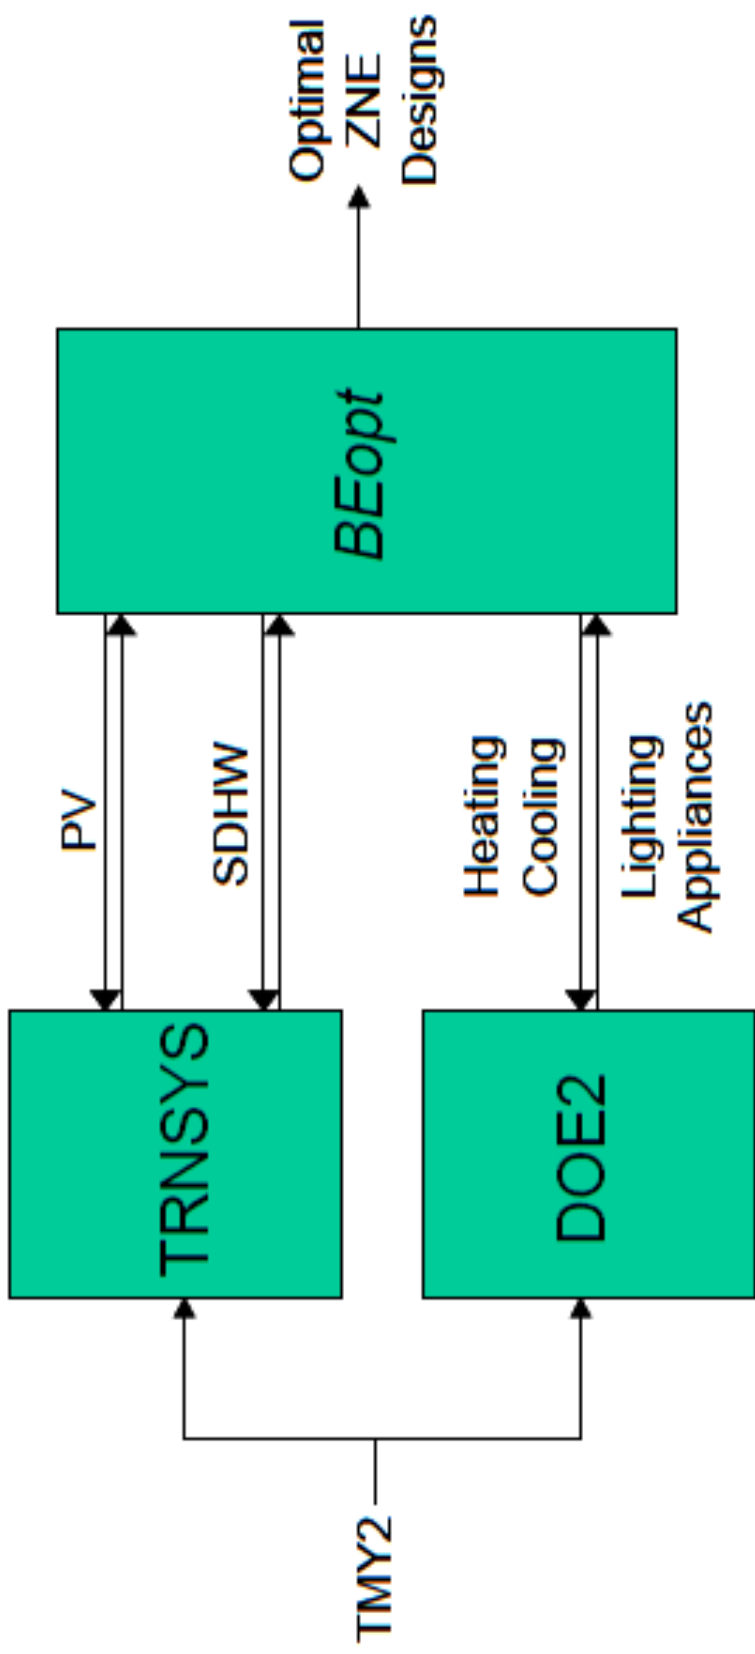 TMY2
TRNSYS
DOE2
PV
SDHW
Heating
Cooling
Lighting
Appliances
BEopt
Optimal
ZNE
Designs